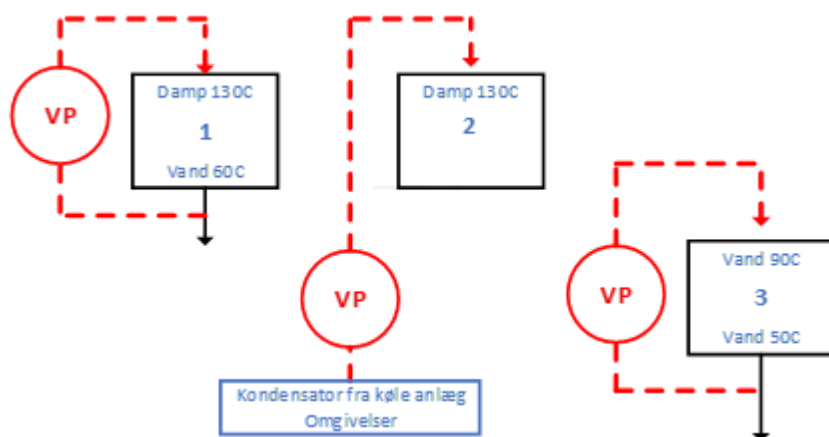 VP
Damp 130C
1
Vand 60C
Damp 130C
2
VP
Kondensator fra køle anlæg
Omgivelser
VP
Vand 90C
3
Vand 50C